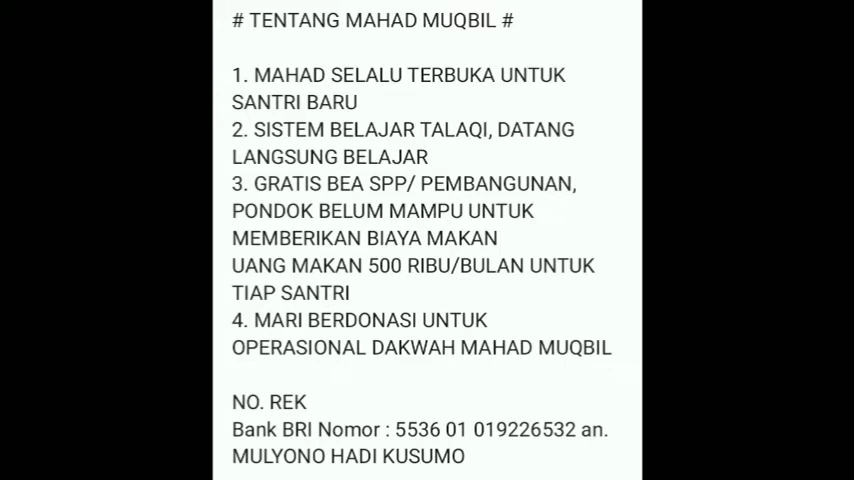 # TENTANG MAHAD MUQBIL #
1. MAHAD SELALU TERBUKA UNTUK
SANTRI BARU
2. SISTEM BELAJAR TALAQI, DATANG
LANGSUNG BELAJAR
3. GRATIS BEA SPP/ PEMBANGUNAN,
PONDOK BELUM MAMPU UNTUK
MEMBERIKAN BIAYA MAKAN
UANG MAKAN 500 RIBU/BULAN UNTUK
TIAP SANTRI
4. MARI BERDONASI UNTUK
OPERASIONAL DAKWAH MAHAD MUQBIL
NO. REK
Bank BRI Nomor : 5536 01 019226532 an.
MULYONO HADI KUSUMO